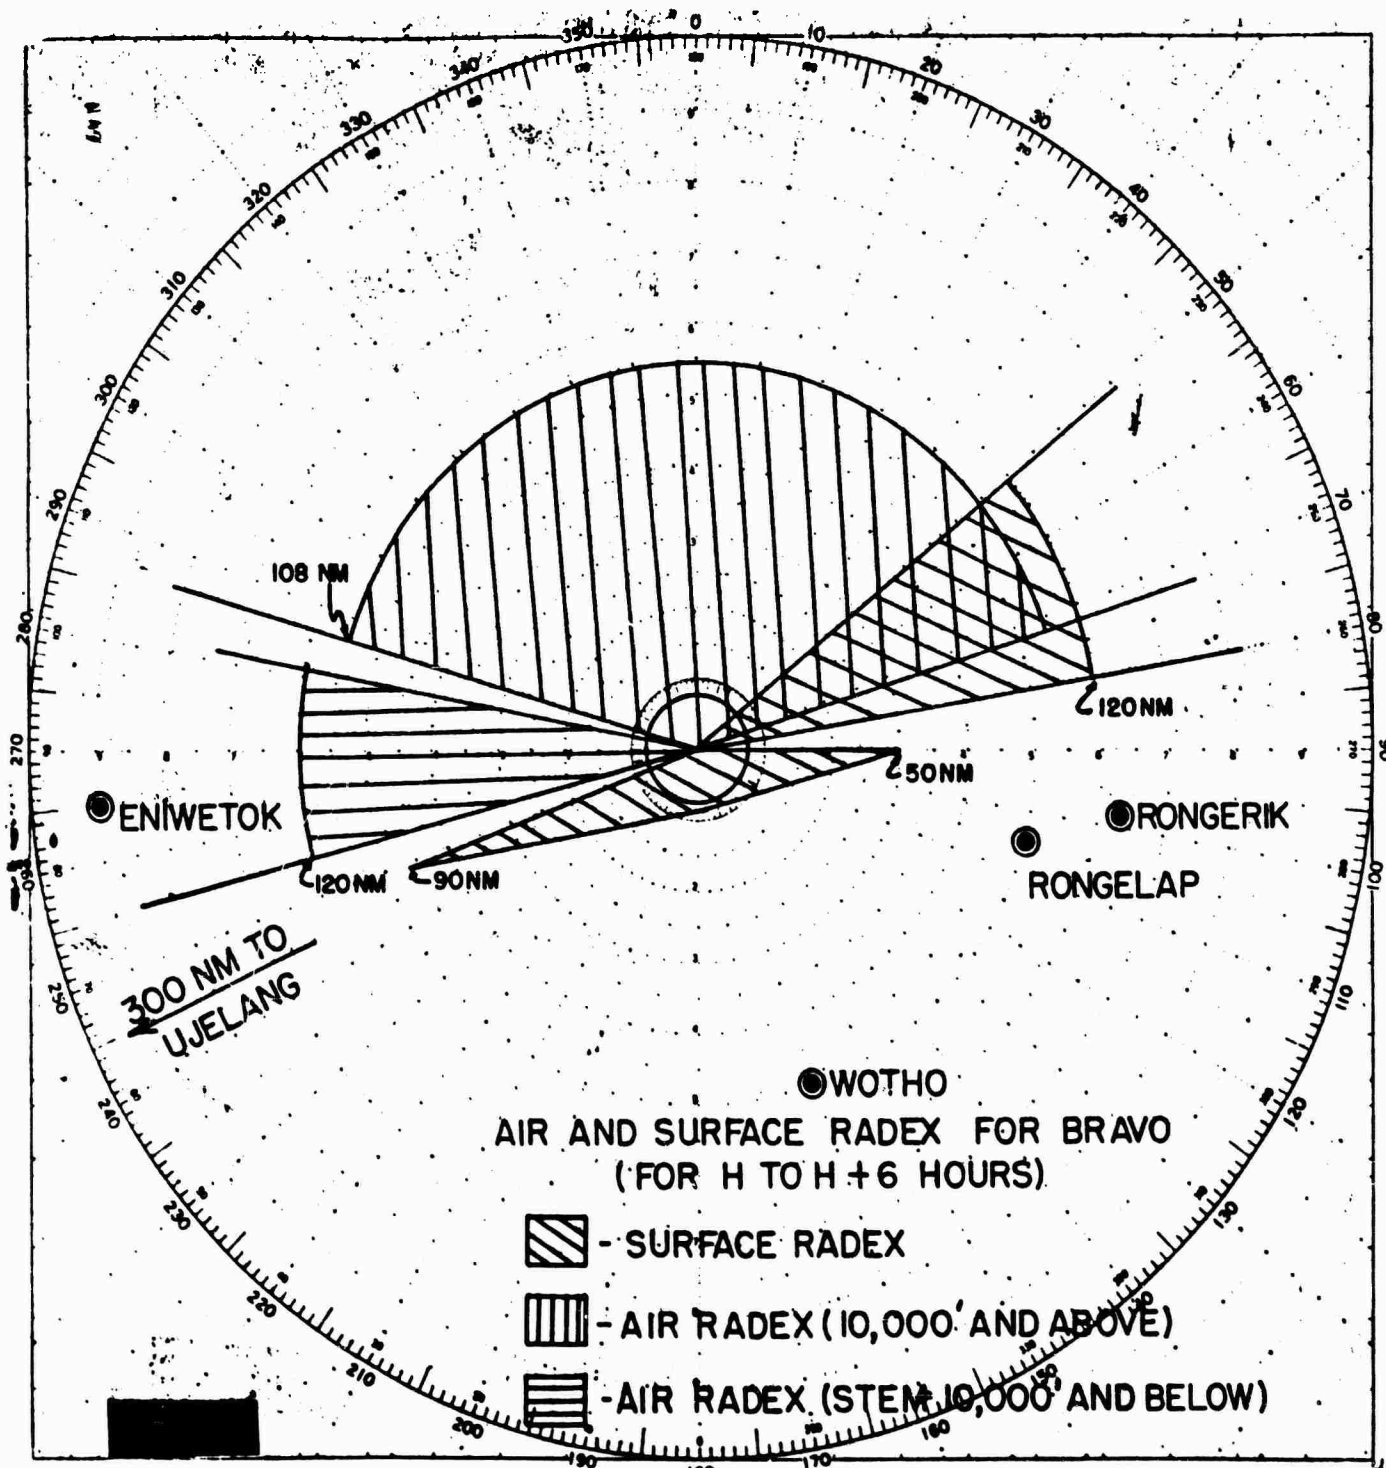 0
10
20
30
40
50
60
70
80
90
100
110
120
130
150
160
170
190
200
210
220
230
240
250
270
280
290
300
310
320
330
340
350
108 NM
120NM
50NM
ENIWETOK
RONGERIK
120NM
90NM
RONGELAP
300 NM TO
UJELANG
WOTHO
AIR AND SURFACE RADEX FOR BRAVO
(FOR H TO H+6 HOURS)
- SURFACE RADEX
- AIR RADEX (10,000' AND ABOVE)
- AIR RADEX (STEM 10,000' AND BELOW)